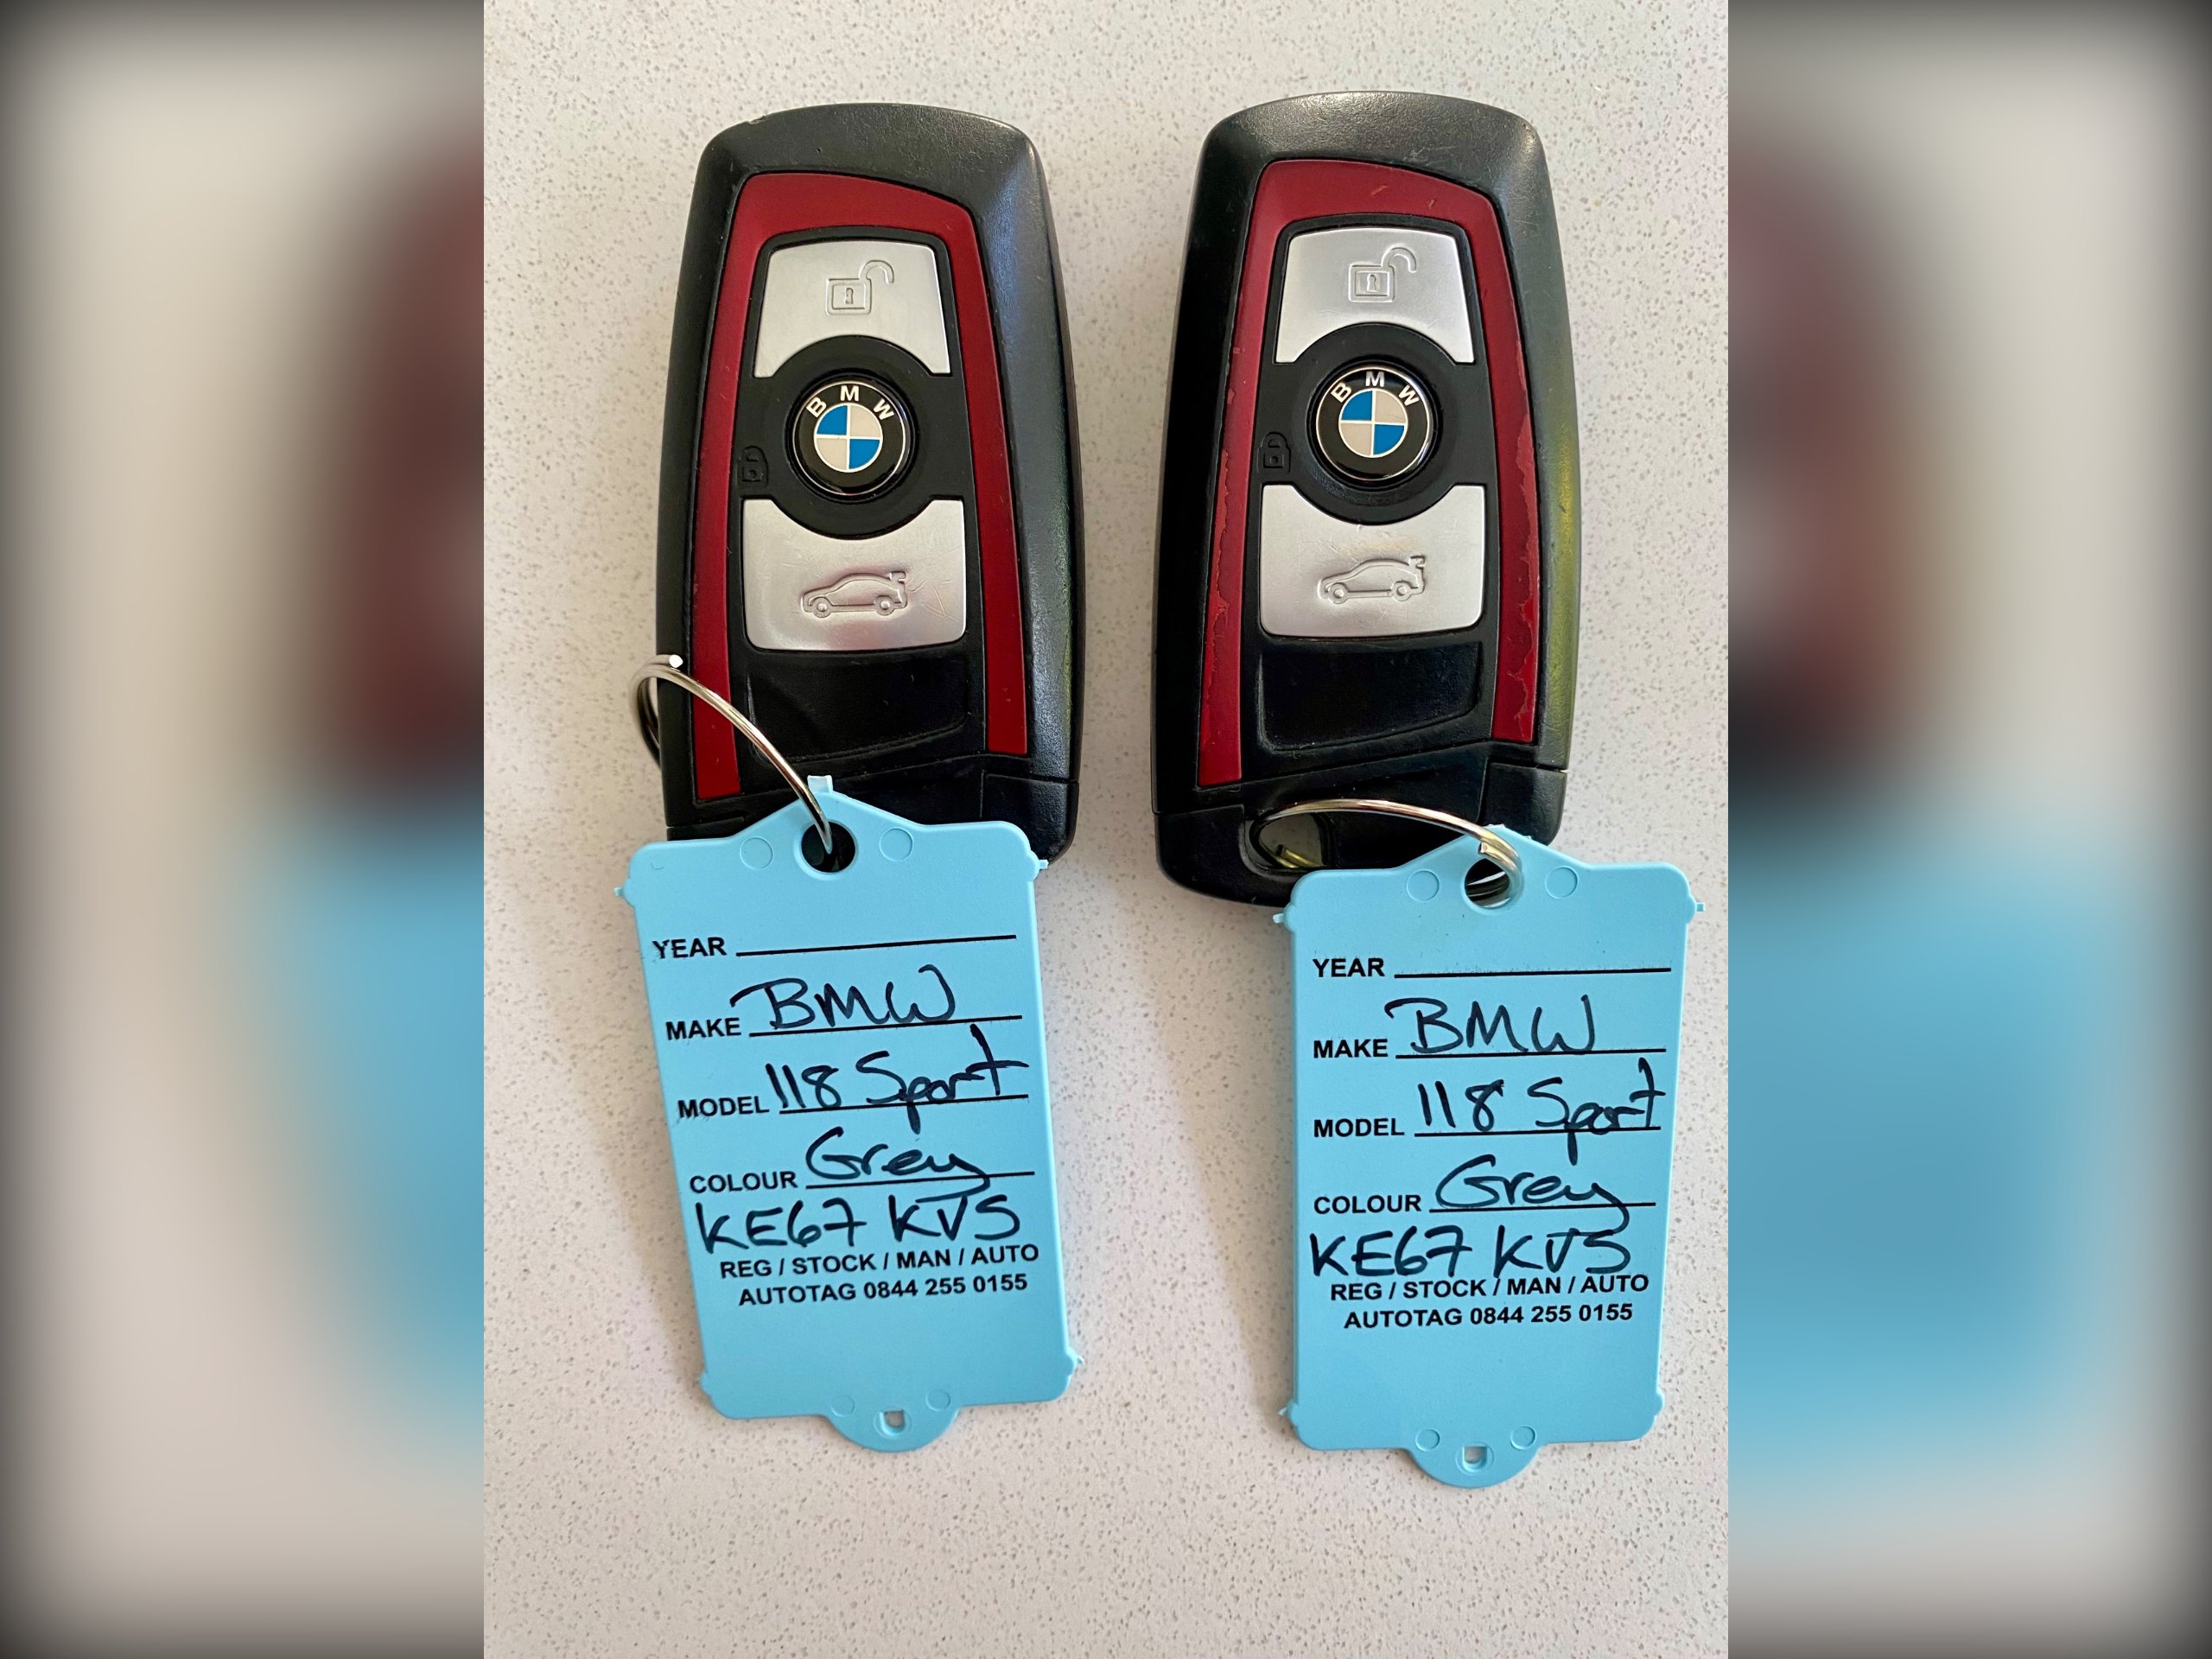 BMW
YEAR
MAKE BMW
MODEL 118 Sport
COLOUR Grey
KE67 KVS
REG / STOCK / MAN / AUTO
AUTOTAG 0844 255 0155
BMW
YEAR
MAKE BMW
MODEL 118 Sport
COLOUR Grey
KE67 KVS
REG / STOCK / MAN / AUTO
AUTOTAG 0844 255 0155